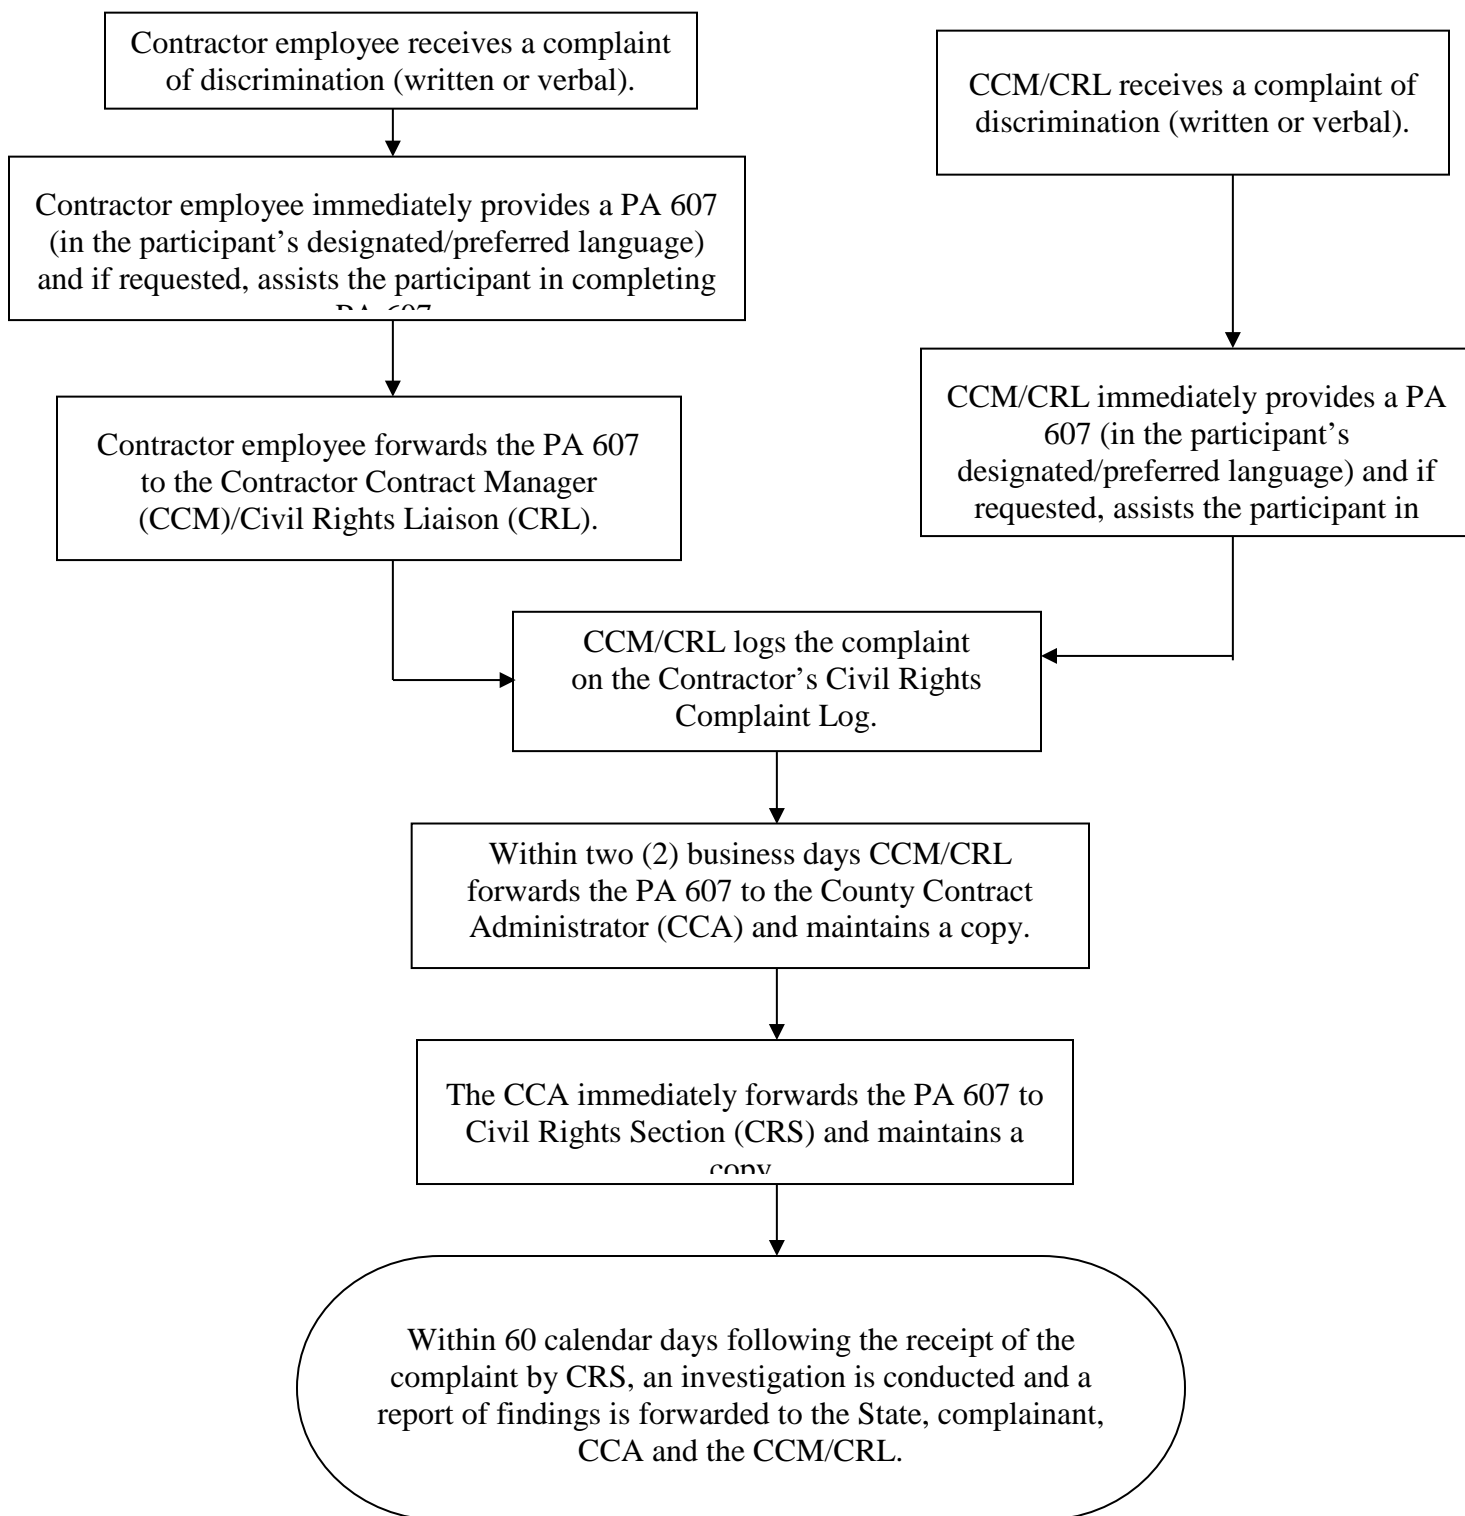 Contractor employee receives a complaint
of discrimination (written or verbal).
CCM/CRL receives a complaint of
discrimination (written or verbal).
Contractor employee immediately provides a PA 607
(in the participant’s designated/preferred language)
and if requested, assists the participant in completing
PA 607
CCM/CRL immediately provides a PA
607 (in the participant’s
designated/preferred language) and if
requested, assists the participant in
Contractor employee forwards the PA 607
to the Contractor Contract Manager
(CCM)/Civil Rights Liaison (CRL).
CCM/CRL logs the complaint
on the Contractor’s Civil Rights
Complaint Log.
Within two (2) business days CCM/CRL
forwards the PA 607 to the County Contract
Administrator (CCA) and maintains a copy.
The CCA immediately forwards the PA 607 to
Civil Rights Section (CRS) and maintains a
copy
Within 60 calendar days following the receipt of the
complaint by CRS, an investigation is conducted and a
report of findings is forwarded to the State, complainant,
CCA and the CCM/CRL.